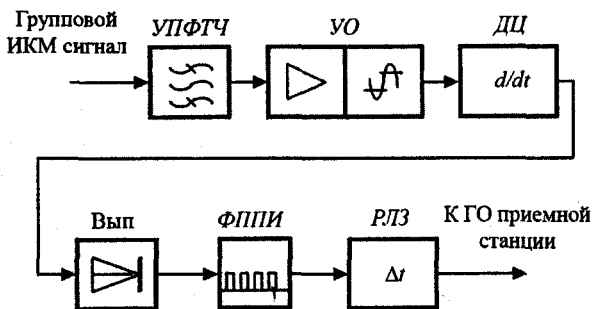 Групповой
ИКМ сигнал
УПФТЧ
УО
ДЦ
d/dt
Вып
ФППИ
РЛЗ
Δt
К ГО приемной
станции